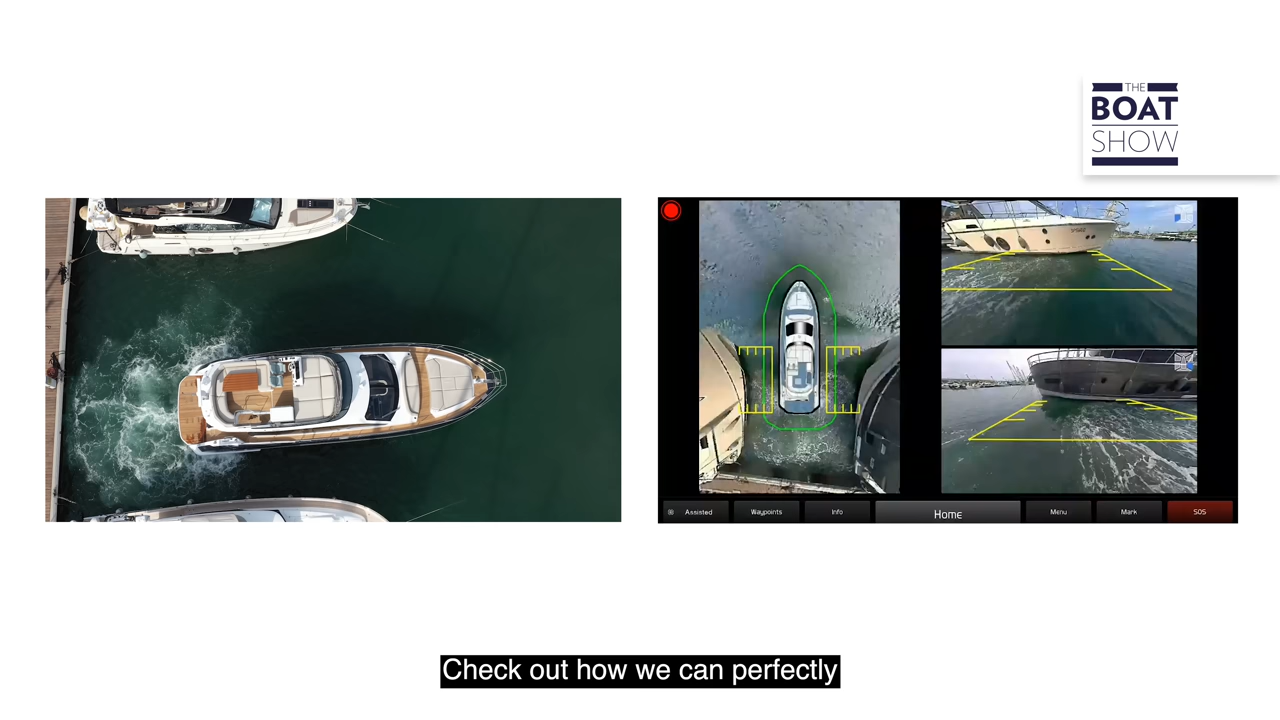 THE
BOAT
SHOW
Assisted
Waypoints
Info
Home
Menu
Mark
SOS
Check out how we can perfectly